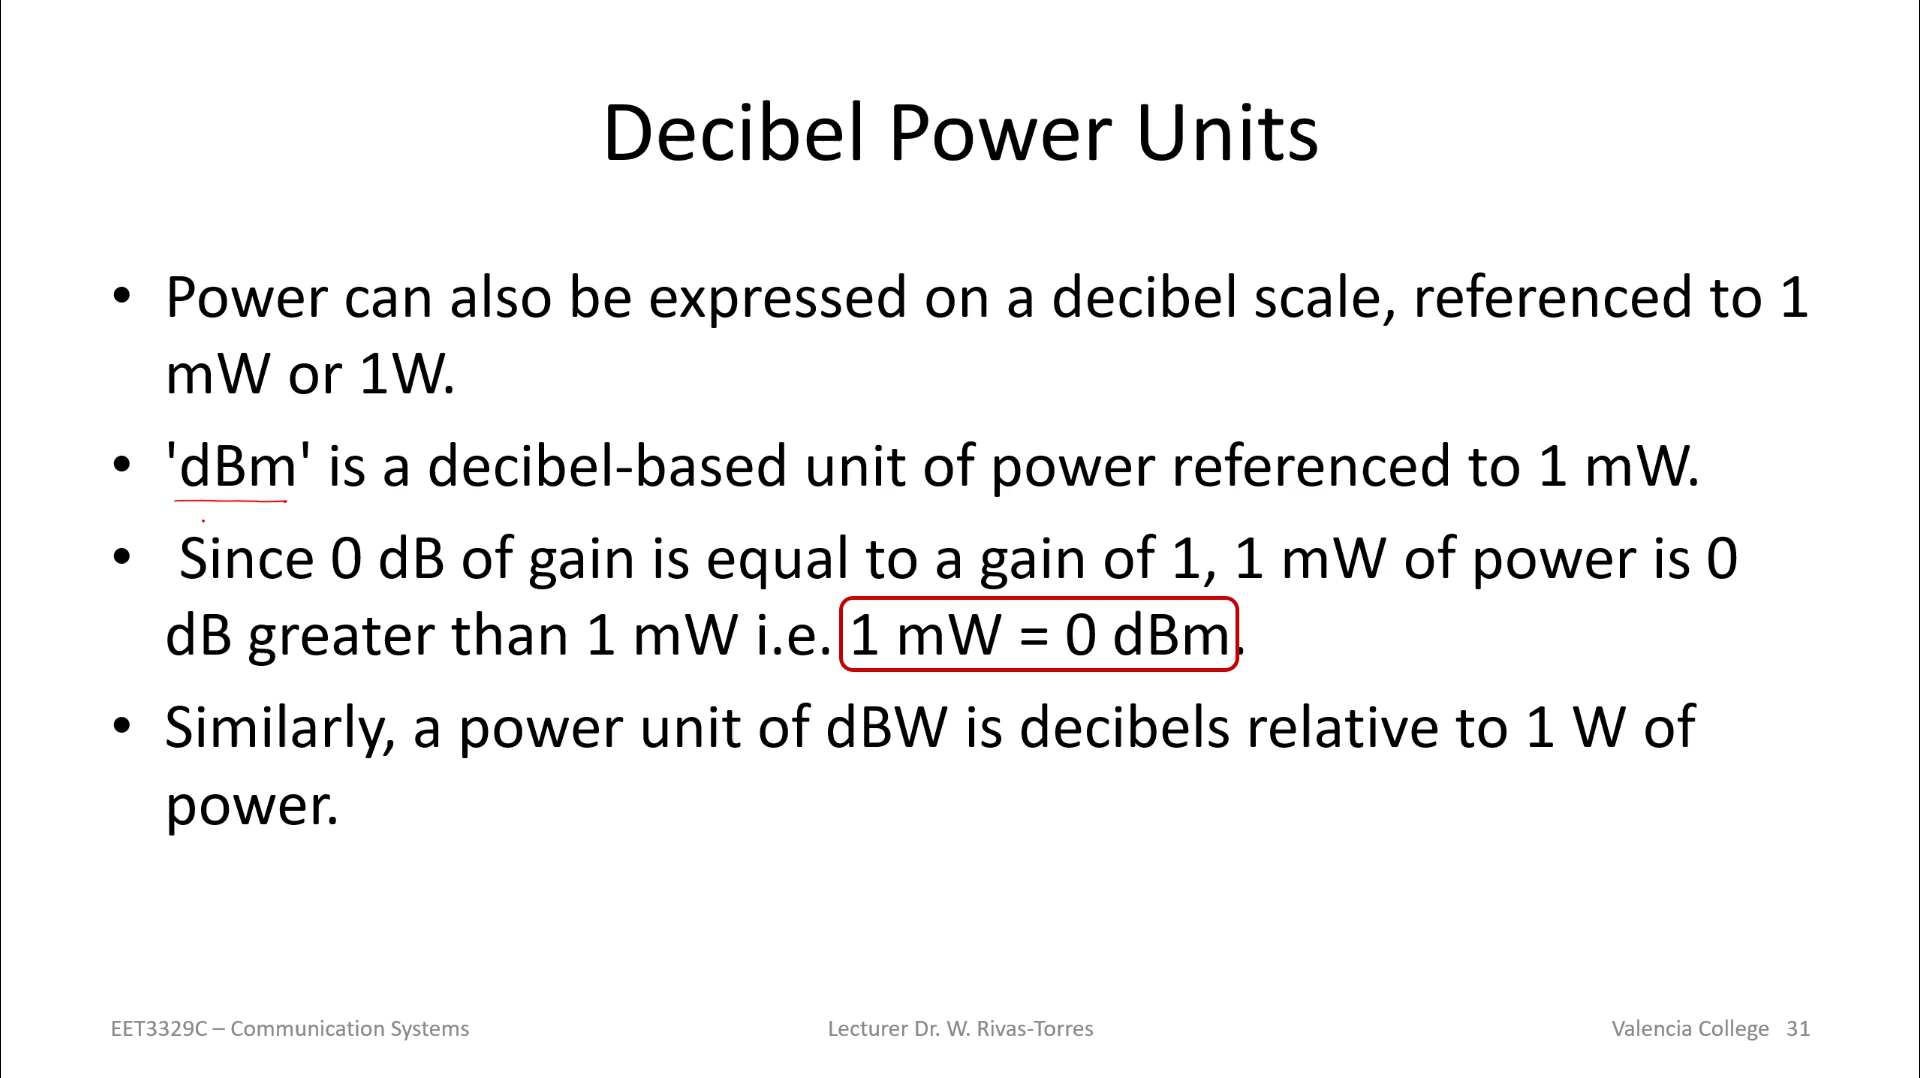 Decibel Power Units
• Power can also be expressed on a decibel scale, referenced to 1
mW or 1W.
• 'dBm' is a decibel-based unit of power referenced to 1 mW.
• Since 0 dB of gain is equal to a gain of 1, 1 mW of power is 0
dB greater than 1 mW i.e. 1 mW = 0 dBm.
• Similarly, a power unit of dBW is decibels relative to 1 W of
power.
EET3329C – Communication Systems Lecturer Dr. W. Rivas-Torres Valencia College 31